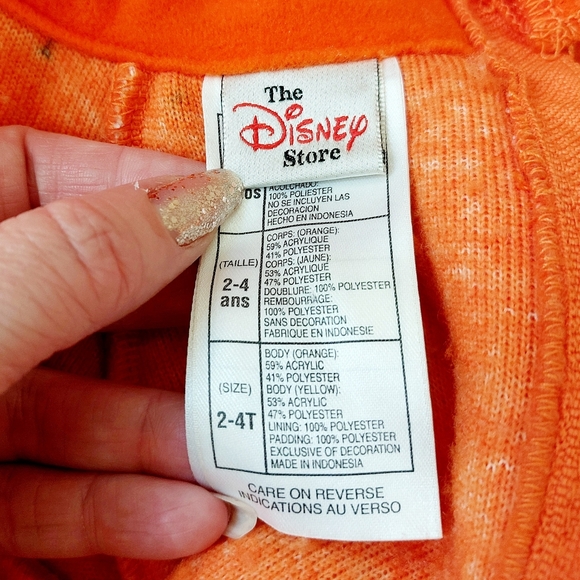 The
Disney
Store
ACOLCHADO:
100% POLIESTER
NO SE INCLUYEN LAS
DECORACION
HECHO EN INDONESIA
(TAILLE)
2-4
ans
CORPS: (ORANGE):
59% ACRYLIQUE
41% POLYESTER
CORPS: (JAUNE):
53% ACRYLIQUE
47% POLYESTER
DOUBLURE: 100% POLYESTER
REMBOURRAGE:
100% POLYESTER
SANS DECORATION
FABRIQUE EN INDONESIE
(SIZE)
2-4T
BODY (ORANGE):
59% ACRYLIC
41% POLYESTER
BODY (YELLOW):
53% ACRYLIC
47% POLYESTER
LINING: 100% POLYESTER
PADDING: 100% POLYESTER
EXCLUSIVE OF DECORATION
MADE IN INDONESIA
CARE ON REVERSE
INDICATIONS AU VERSO